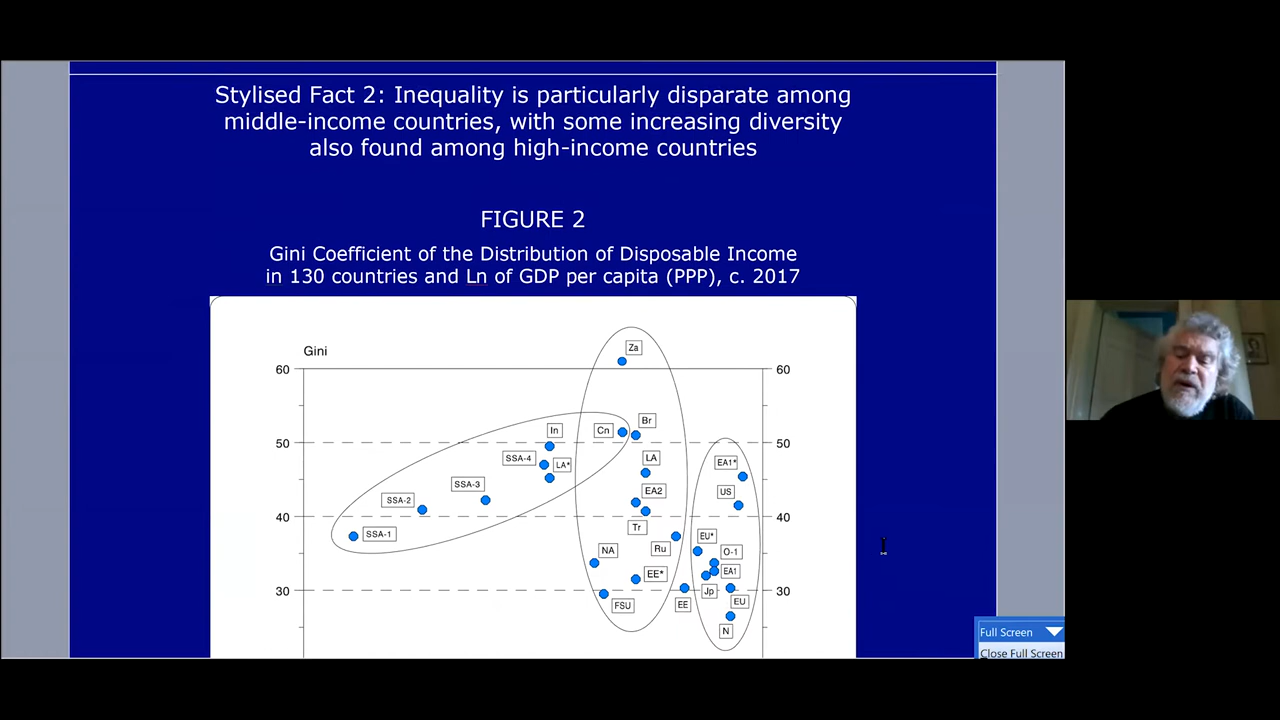 Stylised Fact 2: Inequality is particularly disparate among
middle-income countries, with some increasing diversity
also found among high-income countries
FIGURE 2
Gini Coefficient of the Distribution of Disposable Income
in 130 countries and Ln of GDP per capita (PPP), c. 2017
Gini
Za
60
60
Br
In
Cn
50
50
SSA-4
LA*
LA
EA1*
SSA-3
EA2
US
SSA-2
40
40
Tr
SSA-1
EU*
NA
Ru
O-1
EE*
EA1
30
30
Jp
FSU
EE
EU
N
Full Screen
Close Full Screen